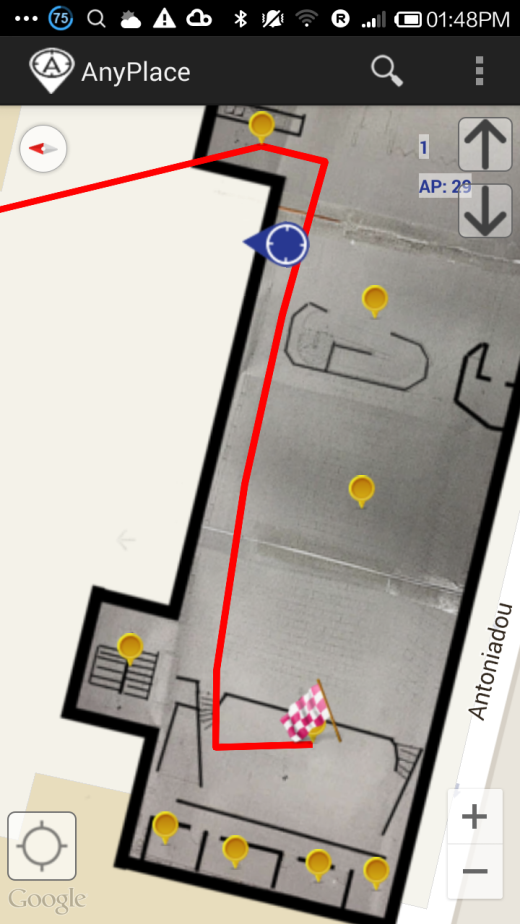 75 R 01:48PM
A AnyPlace
1
AP: 29
Antoniadou
Google